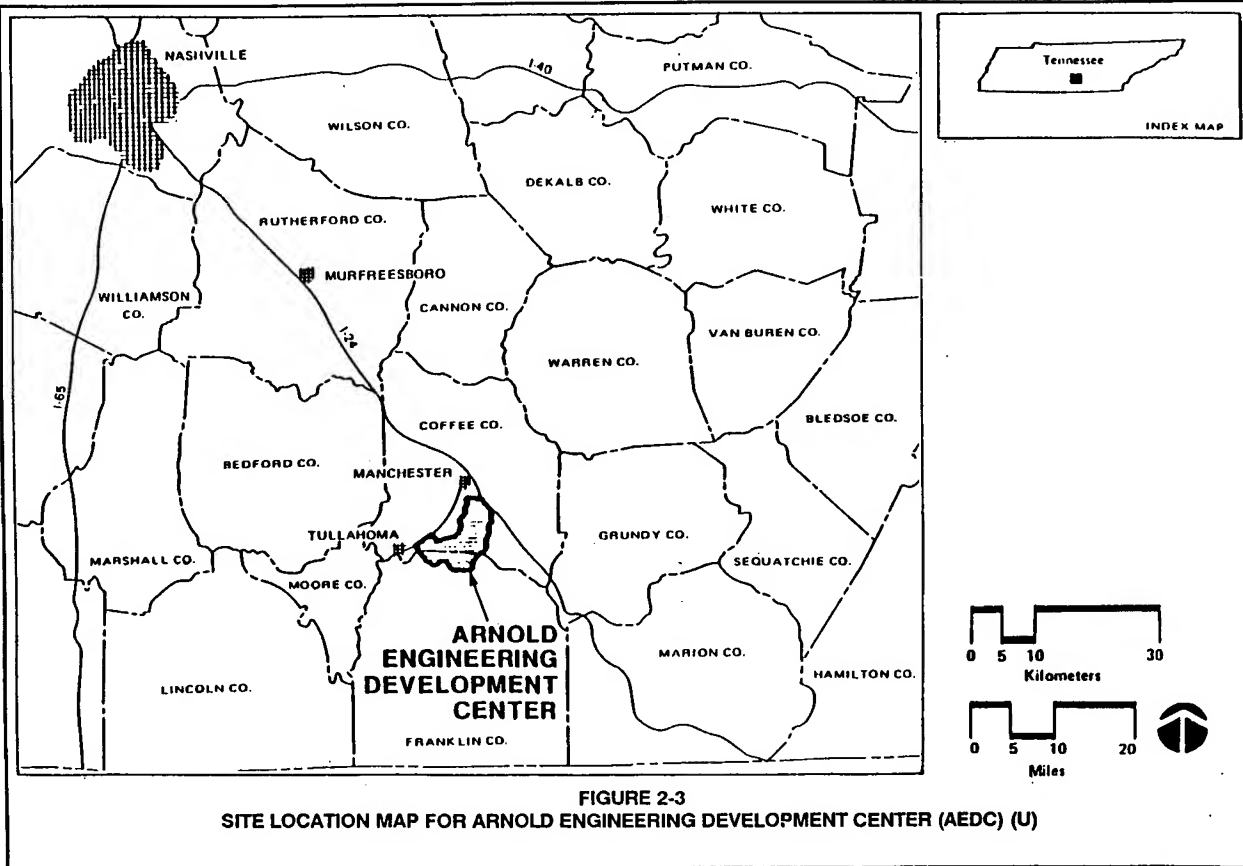 NASHVILLE
I-40
PUTMAN CO.
WILSON CO.
DEKALB CO.
WHITE CO.
RUTHERFORD CO.
MURFREESBORO
WILLIAMSON
CO.
CANNON CO.
I-24
VAN BUREN CO.
WARREN CO.
I-65
BLEDSOE CO.
COFFEE CO.
BEDFORD CO.
MANCHESTER
TULLAHOMA
GRUNDY CO.
MARSHALL CO.
SEQUATCHIE CO.
MOORE CO.
ARNOLD
ENGINEERING
DEVELOPMENT
CENTER
MARION CO.
HAMILTON CO.
LINCOLN CO.
FRANKLIN CO.
Tennessee
INDEX MAP
0 5 10 30
Kilometers
0 5 10 20
Miles
FIGURE 2-3
SITE LOCATION MAP FOR ARNOLD ENGINEERING DEVELOPMENT CENTER (AEDC) (U)